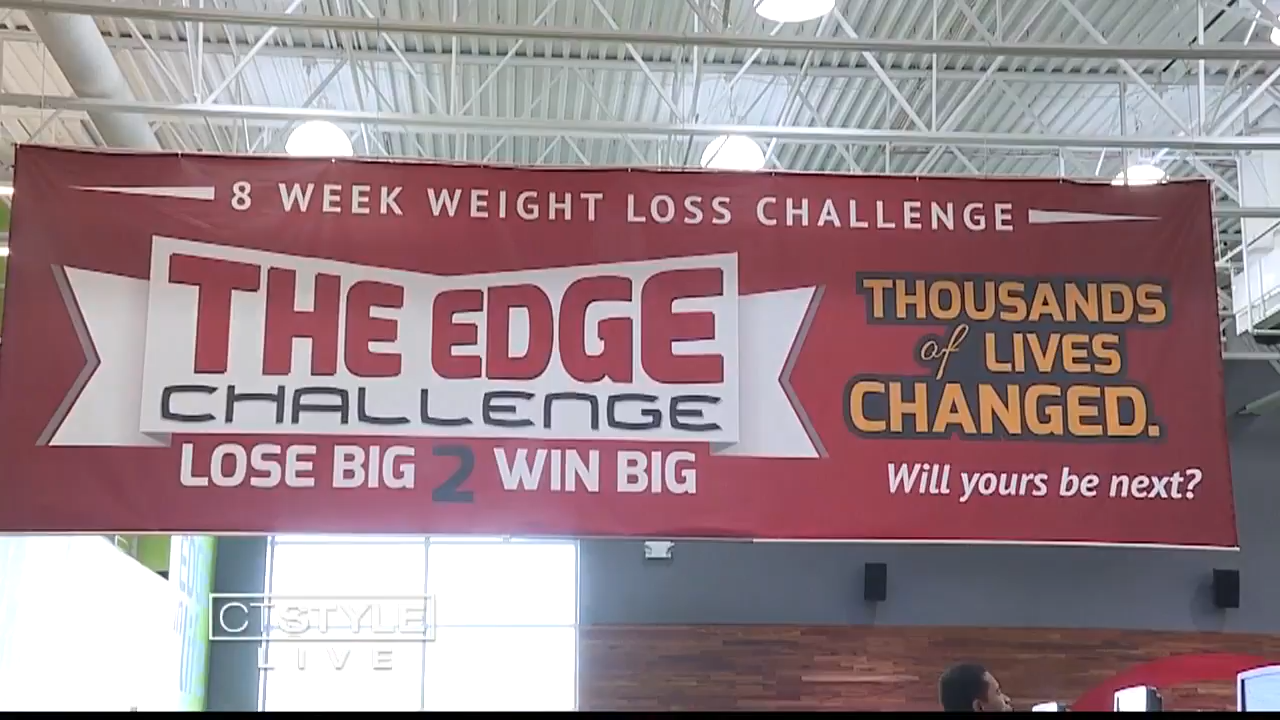 8 WEEK WEIGHT LOSS CHALLENGE
THE EDGE
CHALLENGE
LOSE BIG 2 WIN BIG
THOUSANDS
of LIVES
CHANGED.
Will yours be next?
CT STYLE
LIVE